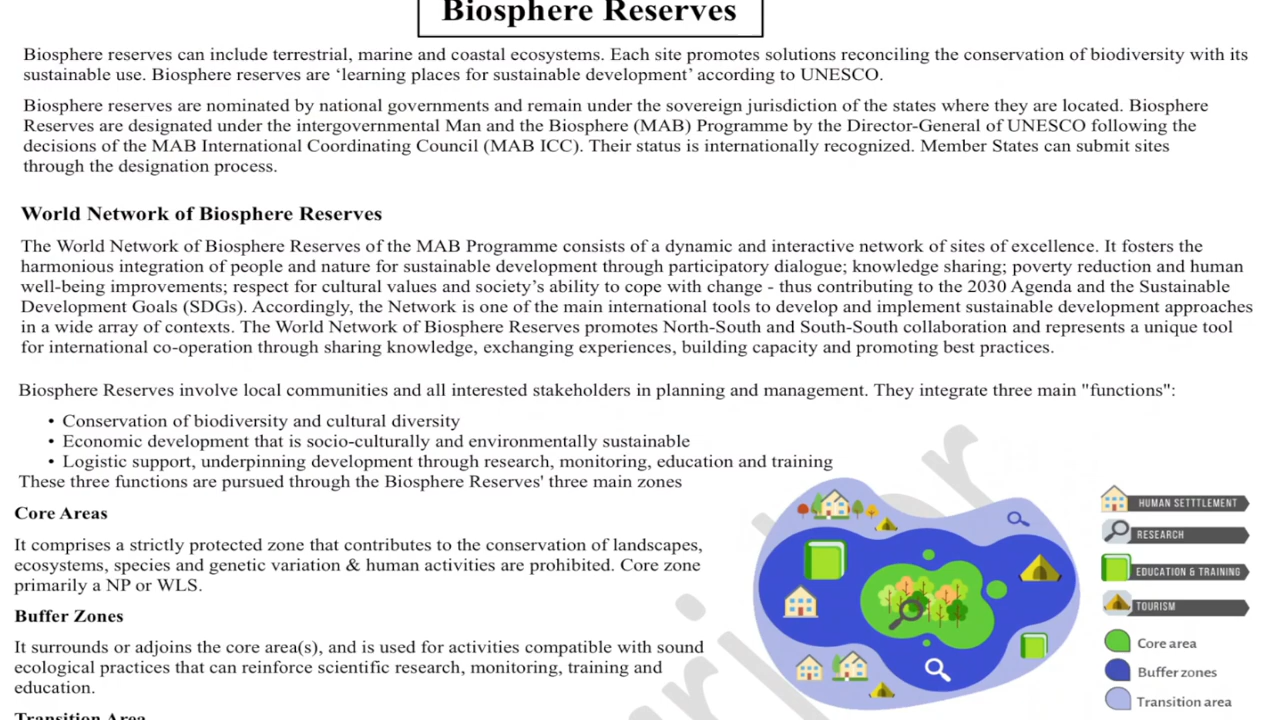 Biosphere Reserves
Biosphere reserves can include terrestrial, marine and coastal ecosystems. Each site promotes solutions reconciling the conservation of biodiversity with its
sustainable use. Biosphere reserves are ‘learning places for sustainable development’ according to UNESCO.
Biosphere reserves are nominated by national governments and remain under the sovereign jurisdiction of the states where they are located. Biosphere
Reserves are designated under the intergovernmental Man and the Biosphere (MAB) Programme by the Director-General of UNESCO following the
decisions of the MAB International Coordinating Council (MAB ICC). Their status is internationally recognized. Member States can submit sites
through the designation process.
World Network of Biosphere Reserves
The World Network of Biosphere Reserves of the MAB Programme consists of a dynamic and interactive network of sites of excellence. It fosters the
harmonious integration of people and nature for sustainable development through participatory dialogue; knowledge sharing; poverty reduction and human
well-being improvements; respect for cultural values and society’s ability to cope with change - thus contributing to the 2030 Agenda and the Sustainable
Development Goals (SDGs). Accordingly, the Network is one of the main international tools to develop and implement sustainable development approaches
in a wide array of contexts. The World Network of Biosphere Reserves promotes North-South and South-South collaboration and represents a unique tool
for international co-operation through sharing knowledge, exchanging experiences, building capacity and promoting best practices.
Biosphere Reserves involve local communities and all interested stakeholders in planning and management. They integrate three main "functions":
• Conservation of biodiversity and cultural diversity
• Economic development that is socio-culturally and environmentally sustainable
• Logistic support, underpinning development through research, monitoring, education and training
These three functions are pursued through the Biosphere Reserves' three main zones
Core Areas
It comprises a strictly protected zone that contributes to the conservation of landscapes,
ecosystems, species and genetic variation & human activities are prohibited. Core zone
primarily a NP or WLS.
Buffer Zones
It surrounds or adjoins the core area(s), and is used for activities compatible with sound
ecological practices that can reinforce scientific research, monitoring, training and
education.
Transition Area
HUMAN SETTTLEMENT
RESEARCH
EDUCATION & TRAINING
TOURISM
Core area
Buffer zones
Transition area